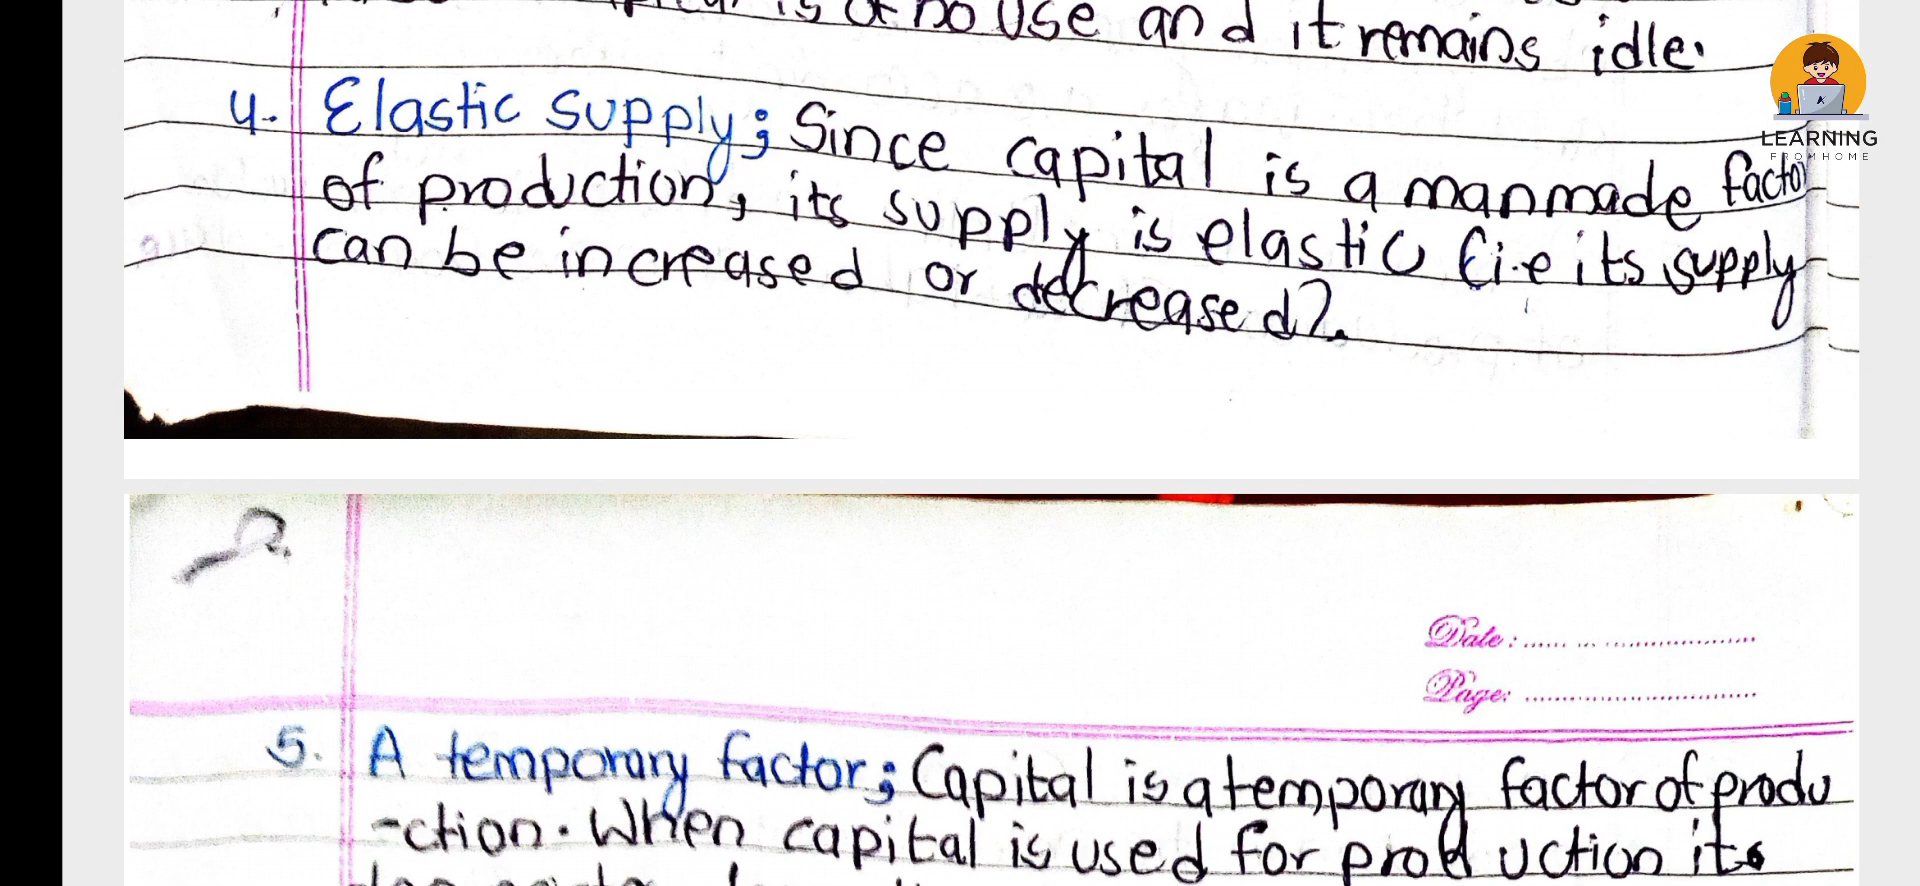 is of no use and it remains idle.
4. Elastic supply; Since capital is a manmade factor
of production, its supply is elastic (i.e its supply
can be increased or decreased).
LEARNING
FROM HOME
Date: ...... ... ............................
Page: .......................................
5. A temporary factor; Capital is a temporary factor of produ
-ction. When capital is used for production its